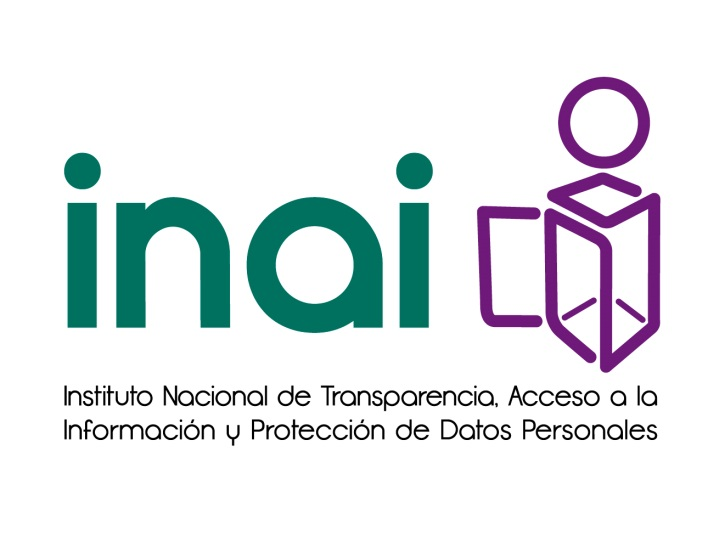 inai
Instituto Nacional de Transparencia, Acceso a la
Información y Protección de Datos Personales